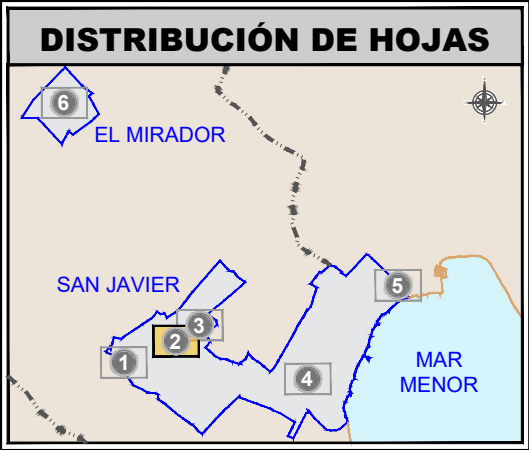 DISTRIBUCIÓN DE HOJAS
6
EL MIRADOR
SAN JAVIER
5
3
2
1
4
MAR
MENOR